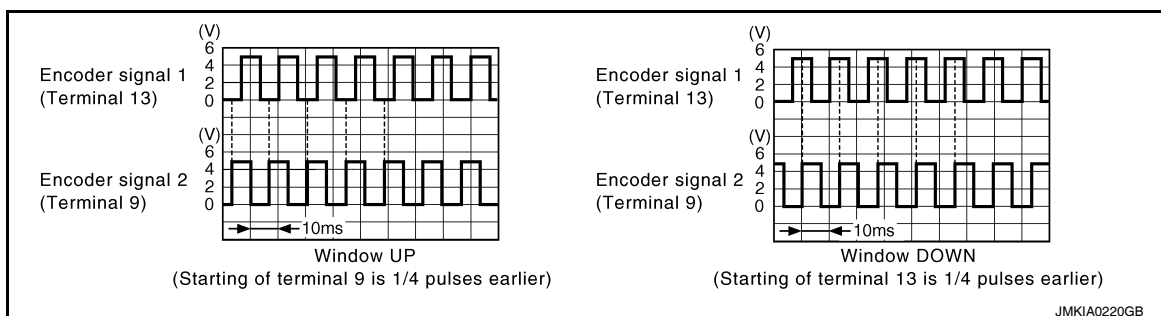 (V)
6
4
2
0
Encoder signal 1
(Terminal 13)
(V)
6
4
2
0
Encoder signal 2
(Terminal 9)
10ms
Window UP
(Starting of terminal 9 is 1/4 pulses earlier)
(V)
6
4
2
0
Encoder signal 1
(Terminal 13)
(V)
6
4
2
0
Encoder signal 2
(Terminal 9)
10ms
Window DOWN
(Starting of terminal 13 is 1/4 pulses earlier)
JMKIA0220GB